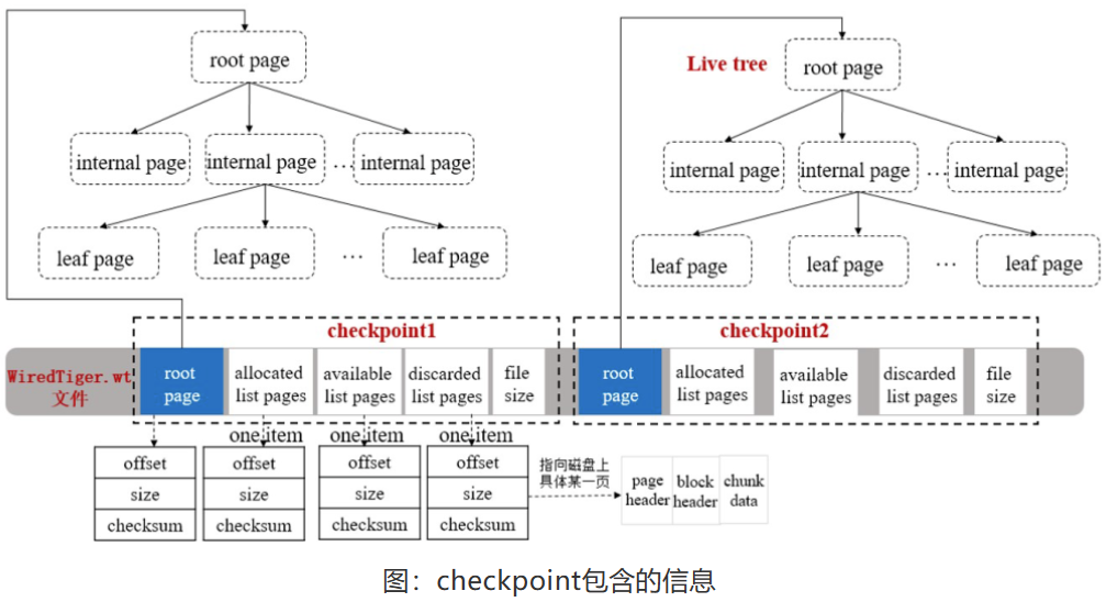 root page
internal page
internal page
...
internal page
leaf page
leaf page
...
leaf page
Live tree
root page
internal page
internal page
...
internal page
leaf page
leaf page
...
leaf page
checkpoint1
checkpoint2
WiredTiger.wt
文件
root
page
allocated
list pages
available
list pages
discarded
list pages
file
size
root
page
allocated
list pages
available
list pages
discarded
list pages
file
size
one item
one item
one item
offset
size
checksum
offset
size
checksum
offset
size
checksum
offset
size
checksum
指向磁盘上
具体某一页
page
header
block
header
chunk
data
图：checkpoint包含的信息